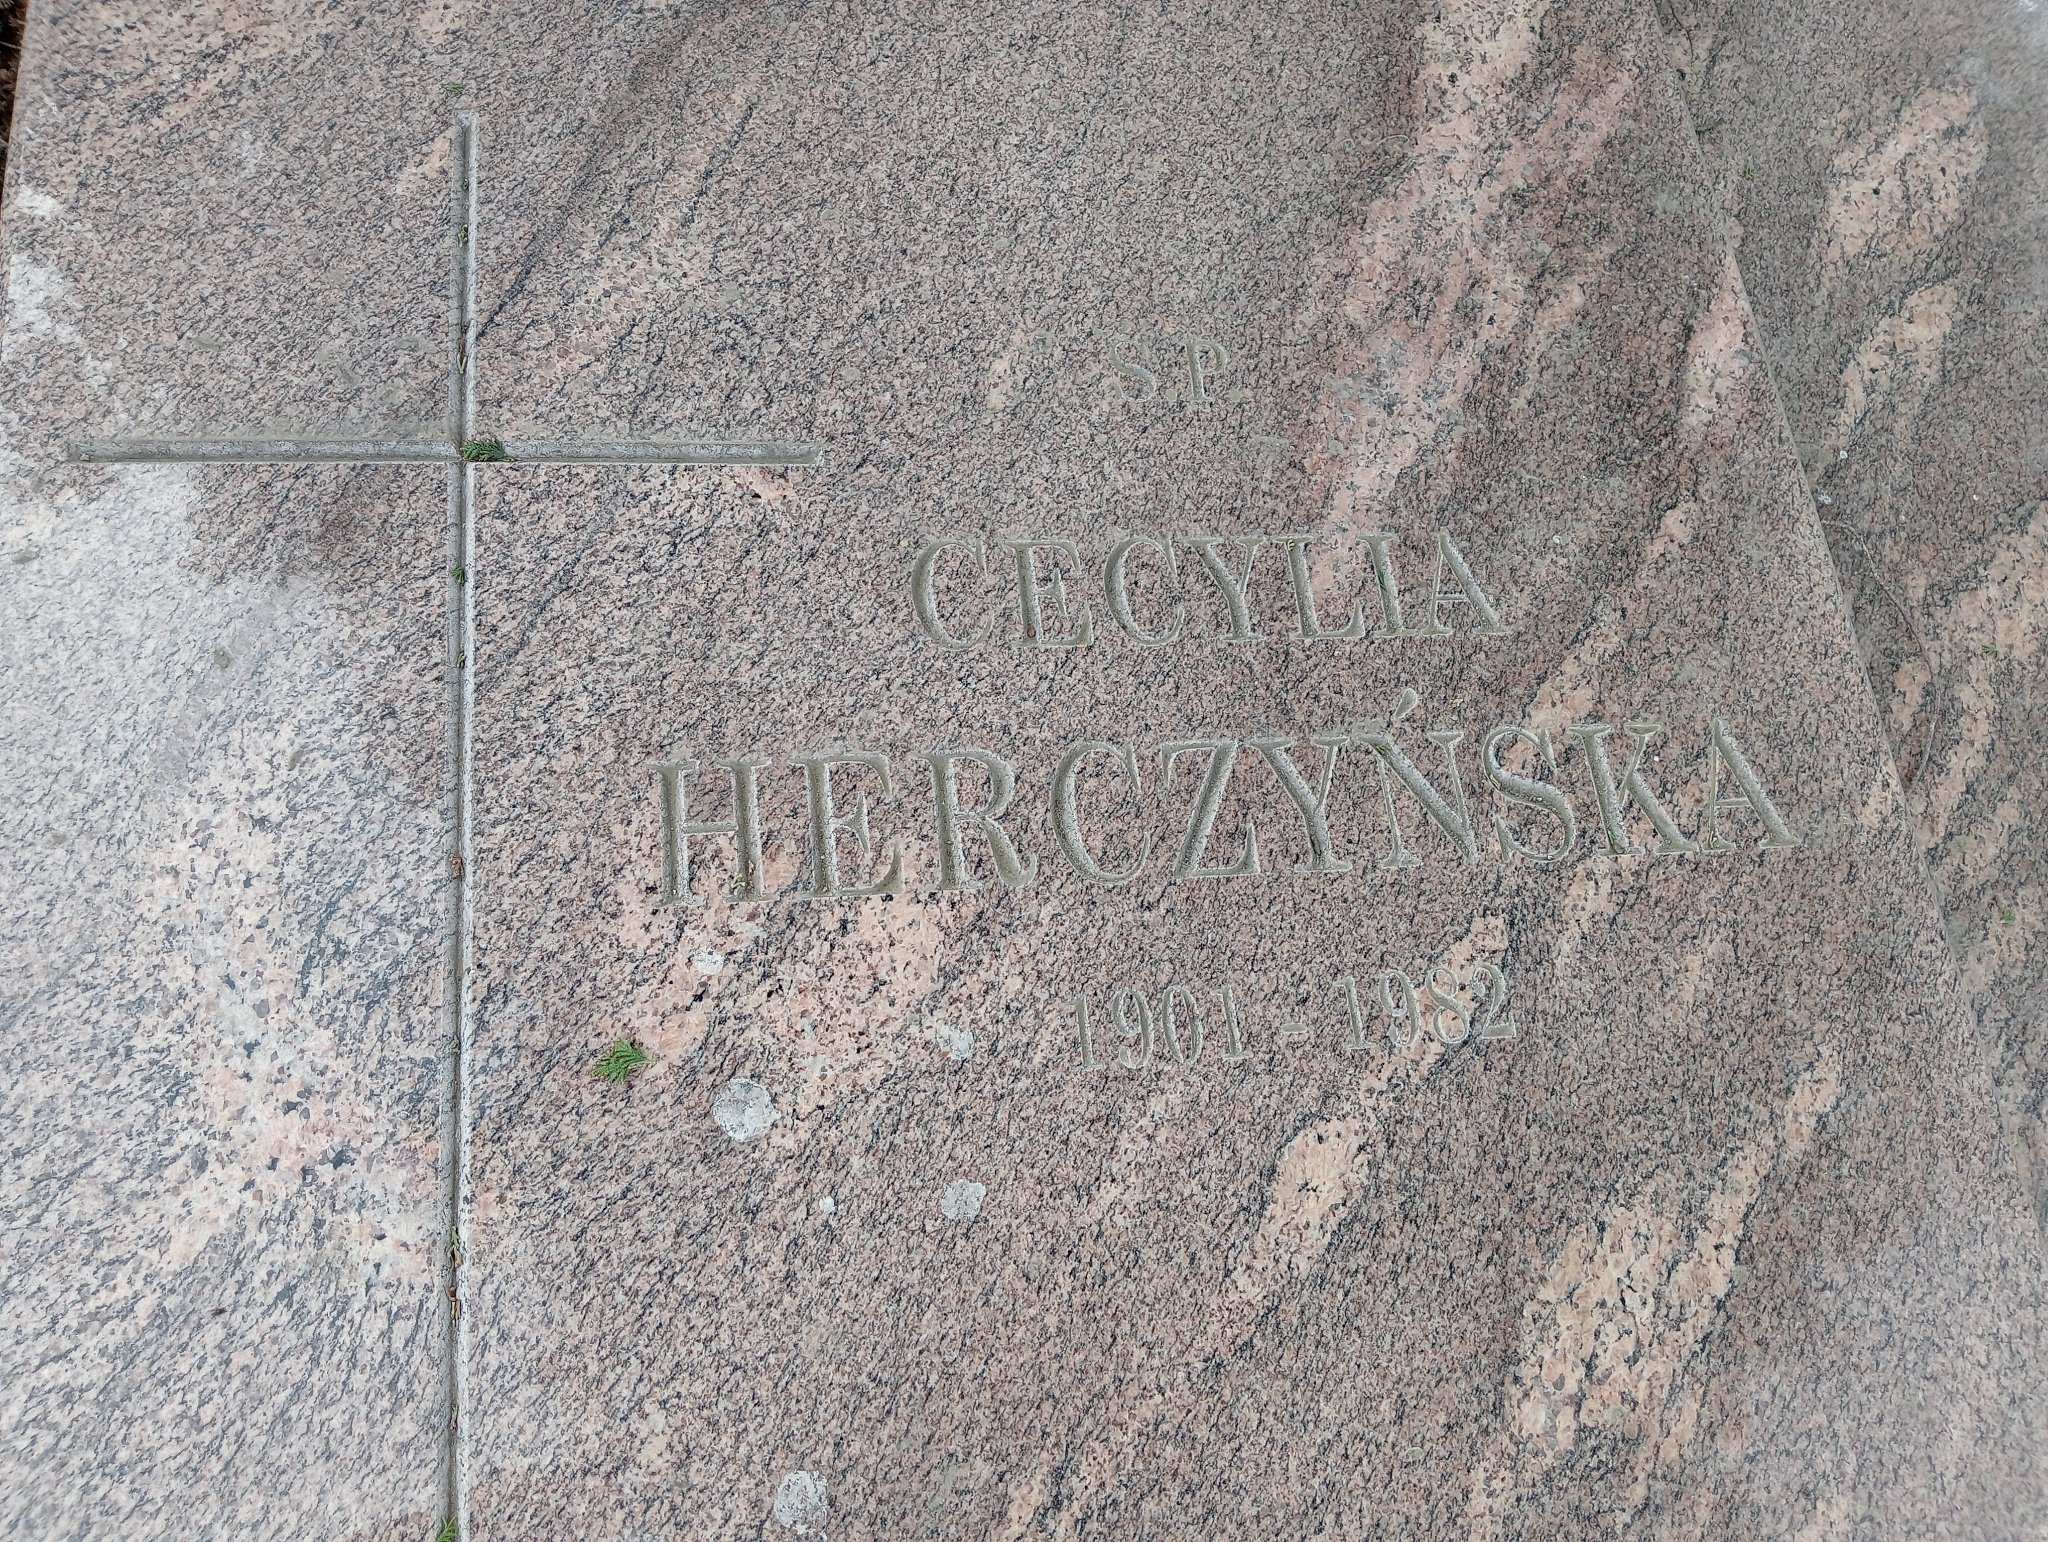 Ś.P.
CECYLIA
HERCZYŃSKA
1901 - 1982